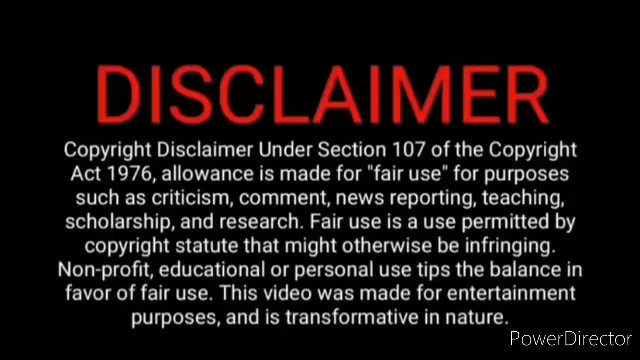 DISCLAIMER
Copyright Disclaimer Under Section 107 of the Copyright
Act 1976, allowance is made for "fair use" for purposes
such as criticism, comment, news reporting, teaching,
scholarship, and research. Fair use is a use permitted by
copyright statute that might otherwise be infringing.
Non-profit, educational or personal use tips the balance in
favor of fair use. This video was made for entertainment
purposes, and is transformative in nature.
PowerDirector